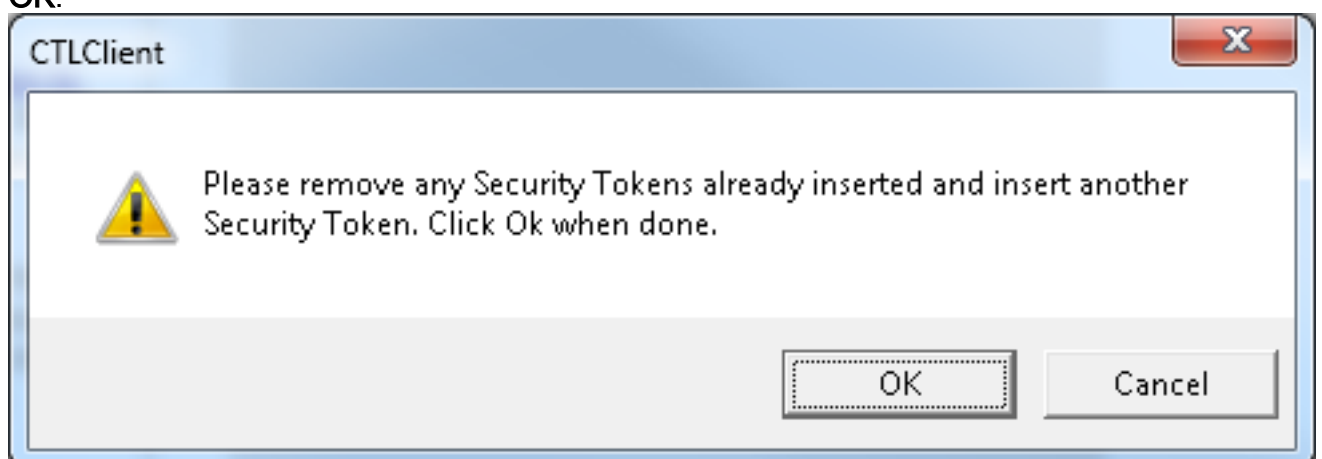 OK.
CTLClient
Please remove any Security Tokens already inserted and insert another
Security Token. Click Ok when done.
OK
Cancel